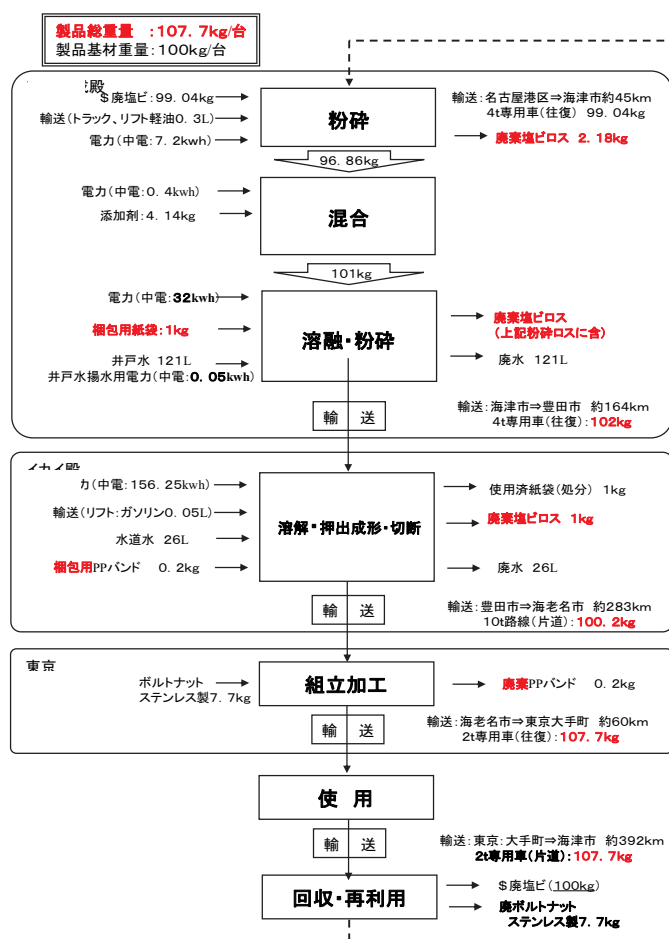 製品総重量 :107.7kg/台
製品基材重量:100kg/台
殿
$廃塩ビ:99.04kg
輸送(トラック、リフト軽油0.3L)
電力(中電:7.2kwh)
粉砕
輸送:名古屋港区⇒海津市約45km
4t専用車(往復) 99.04kg
廃棄塩ビロス 2.18kg
96.86kg
電力(中電:0.4kwh)
添加剤:4.14kg
混合
101kg
電力(中電:32kwh)
梱包用紙袋:1kg
井戸水 121L
井戸水揚水用電力(中電:0.05kwh)
溶融・粉砕
廃棄塩ビロス
(上記粉砕ロスに含)
廃水 121L
輸 送
輸送:海津市⇒豊田市 約164km
4t専用車(往復):102kg
イカイ殿
力(中電:156.25kwh)
輸送(リフト:ガソリン0.05L)
水道水 26L
梱包用PPバンド 0.2kg
溶解・押出成形・切断
使用済紙袋(処分) 1kg
廃棄塩ビロス 1kg
廃水 26L
輸 送
輸送:豊田市⇒海老名市 約283km
10t路線(片道):100.2kg
東京
ボルトナット
ステンレス製7.7kg
組立加工
廃棄PPバンド 0.2kg
輸 送
輸送:海老名市⇒東京大手町 約60km
2t専用車(往復):107.7kg
使 用
輸 送
輸送:東京:大手町⇒海津市 約392km
2t専用車(片道):107.7kg
回収・再利用
$廃塩ビ(100kg)
廃ボルトナット
ステンレス製7.7kg